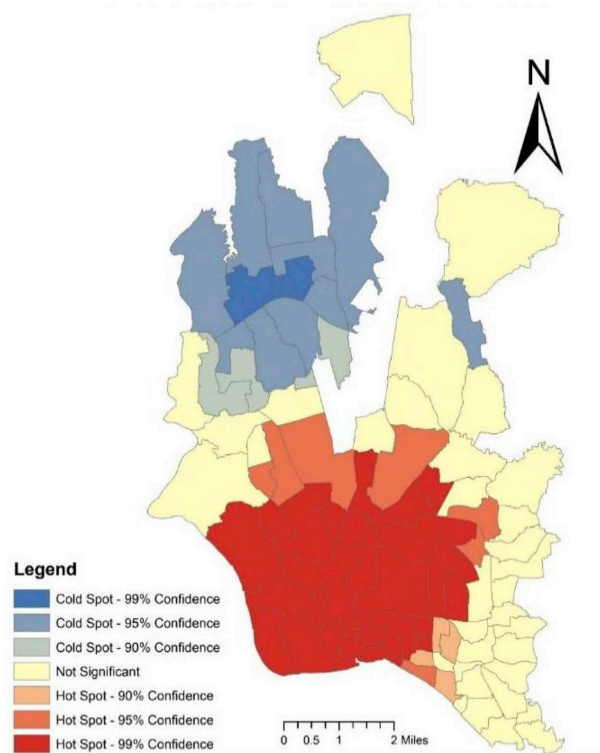 N
Legend
Cold Spot - 99% Confidence
Cold Spot - 95% Confidence
Cold Spot - 90% Confidence
Not Significant
Hot Spot - 90% Confidence
Hot Spot - 95% Confidence
Hot Spot - 99% Confidence
0 0.5 1 2 Miles